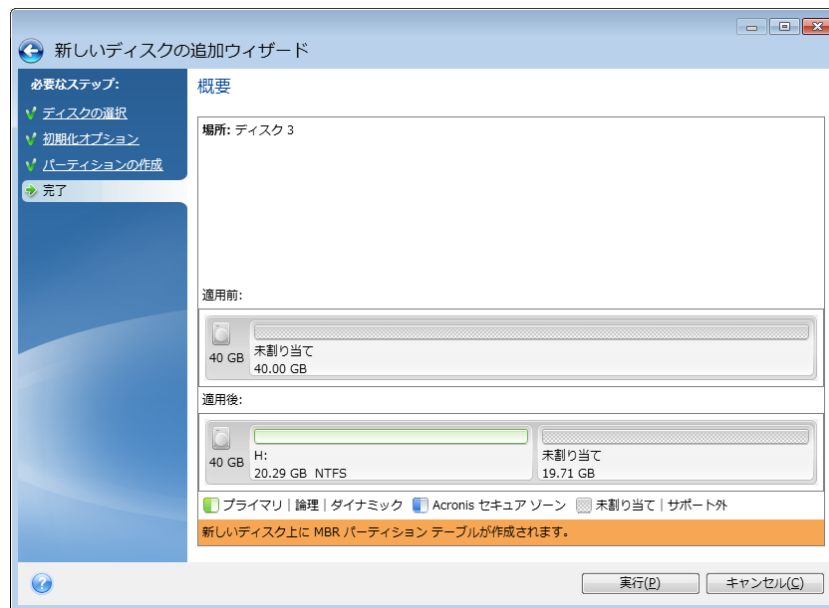 新しいディスクの追加ウィザード
必要なステップ:
ディスクの選択
初期化オプション
パーティションの作成
完了
概要
場所: ディスク 3
適用前:
40 GB
未割り当て
40.00 GB
適用後:
40 GB
H:
20.29 GB NTFS
未割り当て
19.71 GB
プライマリ | 論理 | ダイナミック Acronis セキュア ゾーン 未割り当て | サポート外
新しいディスク上に MBR パーティション テーブルが作成されます。
実行(P) キャンセル(C)